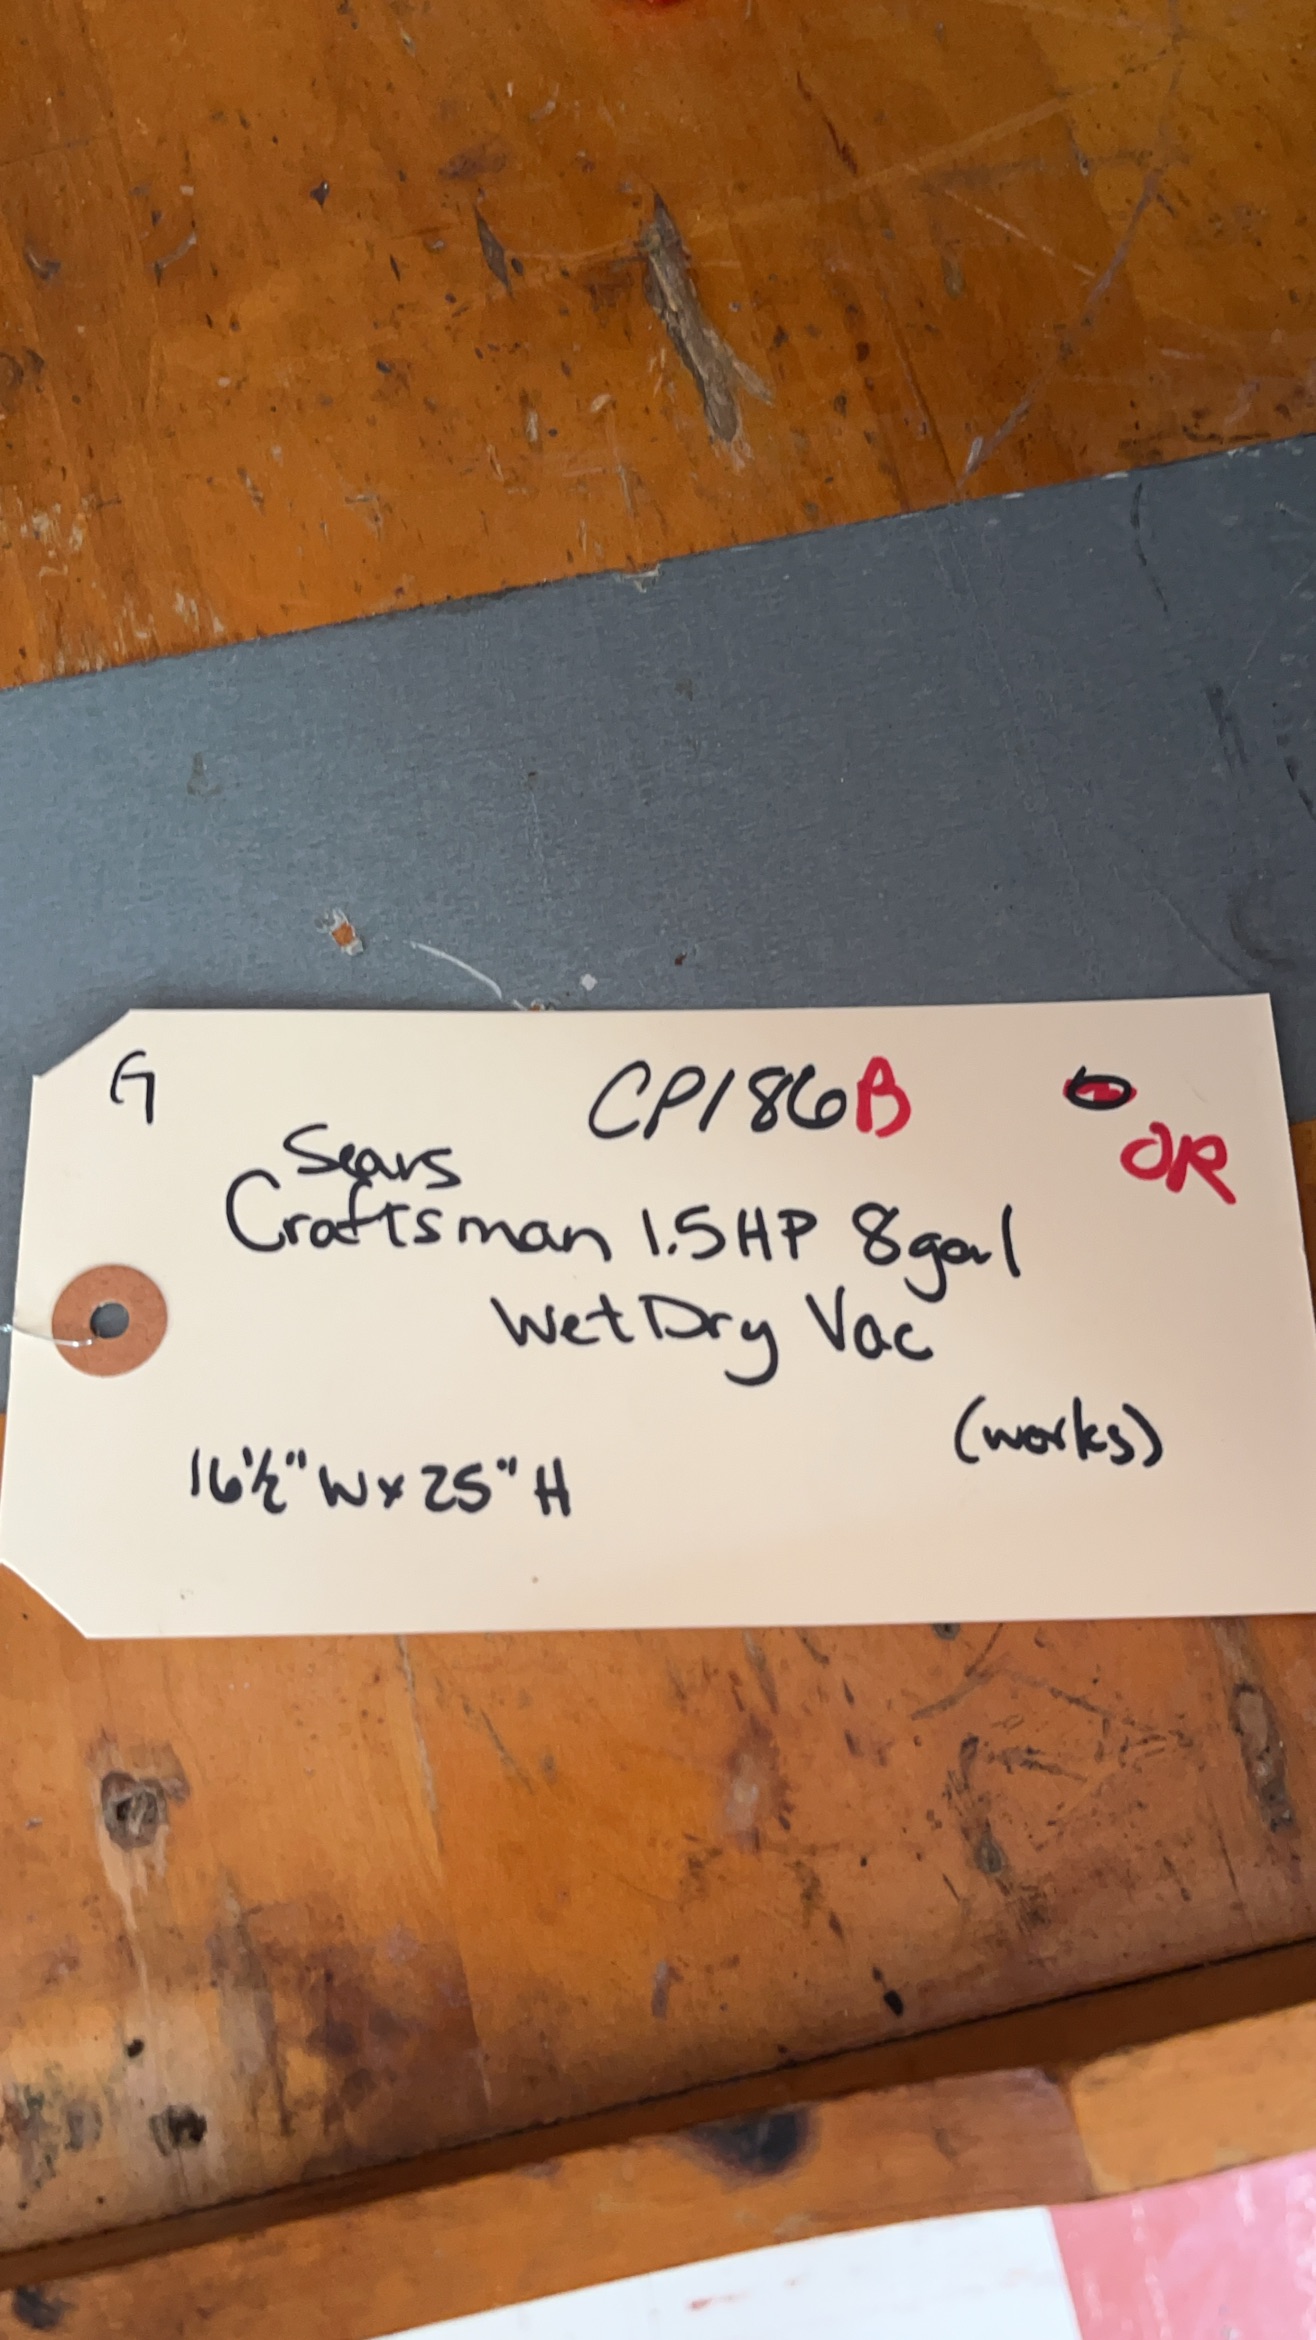 G CP186B
OR
Sears
Craftsman 1.5HP 8gal
Wet Dry Vac
(works)
16½" W x 25" H